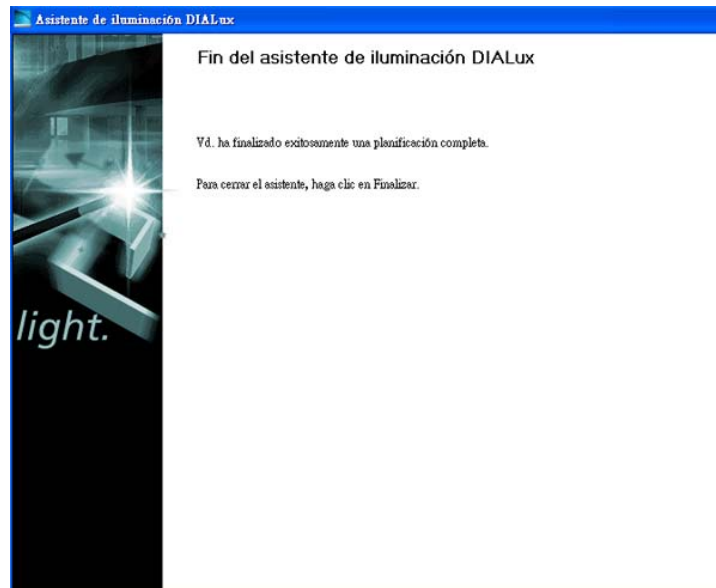 Asistente de iluminación DIALux
Fin del asistente de iluminación DIALux
Vd. ha finalizado exitosamente una planificación completa.
Para cerrar el asistente, haga clic en Finalizar.
light.